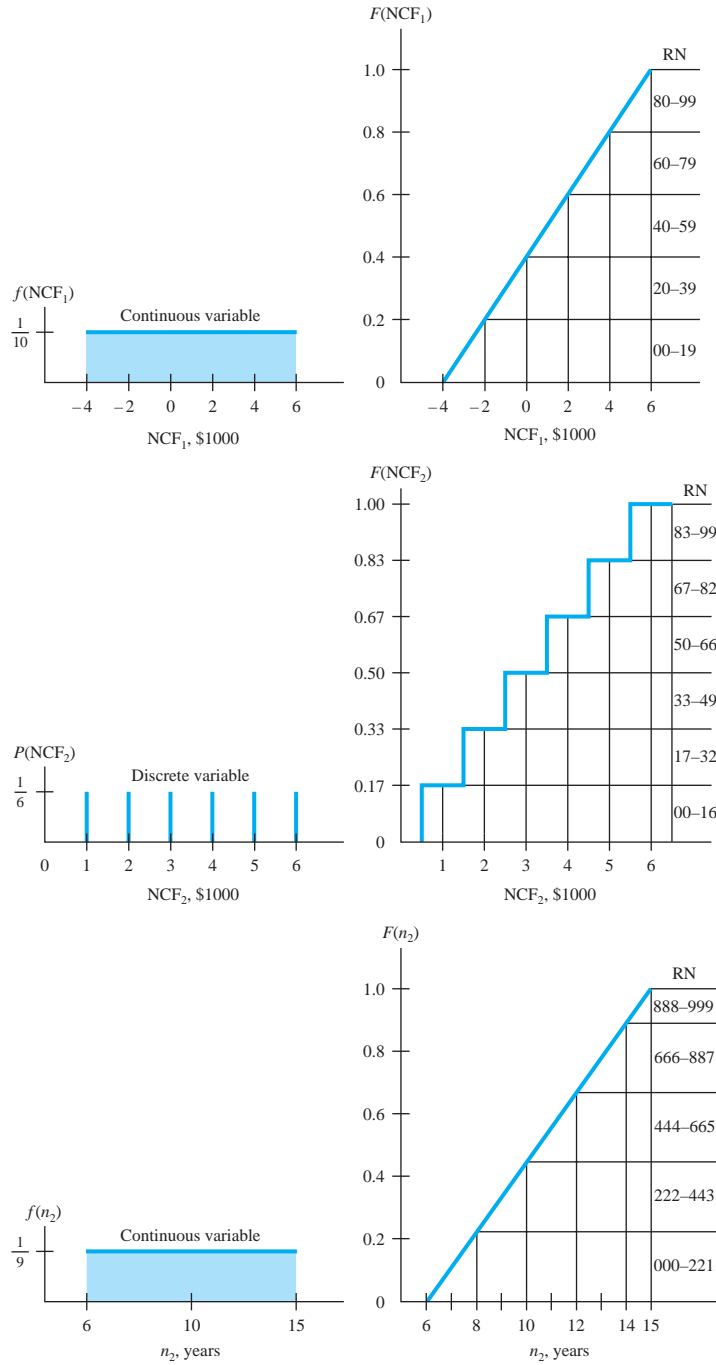 F(NCF₁)
RN
1.0
80–99
0.8
60–79
0.6
40–59
0.4
20–39
0.2
00–19
0
−4 −2 0 2 4 6
NCF₁, $1000
f(NCF₁)
Continuous variable
1/10
−4 −2 0 2 4 6
NCF₁, $1000
F(NCF₂)
RN
1.00
83–99
0.83
67–82
0.67
50–66
0.50
33–49
0.33
17–32
0.17
00–16
0
1 2 3 4 5 6
NCF₂, $1000
P(NCF₂)
Discrete variable
1/6
0 1 2 3 4 5 6
NCF₂, $1000
F(n₂)
RN
1.0
888–999
0.8
666–887
0.6
444–665
0.4
222–443
0.2
000–221
0
6 8 10 12 14 15
n₂, years
f(n₂)
Continuous variable
1/9
6 10 15
n₂, years